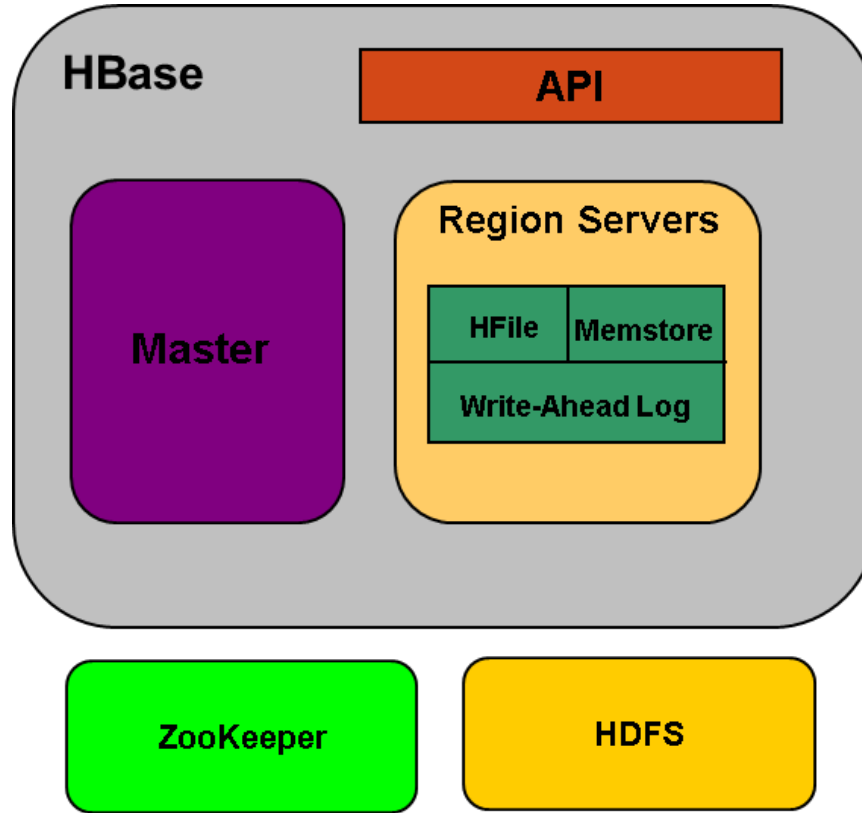 HBase
API
Region Servers
Master
HFile
Memstore
Write-Ahead Log
ZooKeeper
HDFS